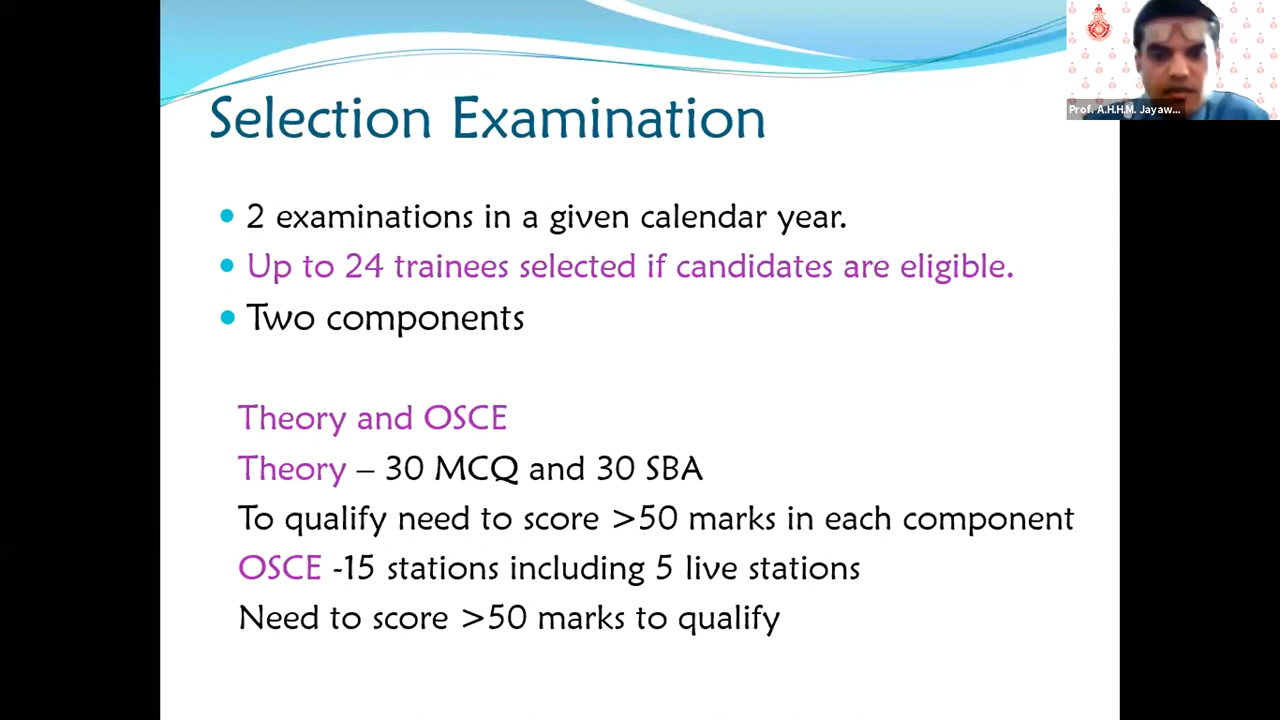 Prof. A.H.H.M. Jayaw...
Selection Examination
2 examinations in a given calendar year.
Up to 24 trainees selected if candidates are eligible.
Two components
Theory and OSCE
Theory – 30 MCQ and 30 SBA
To qualify need to score >50 marks in each component
OSCE -15 stations including 5 live stations
Need to score >50 marks to qualify